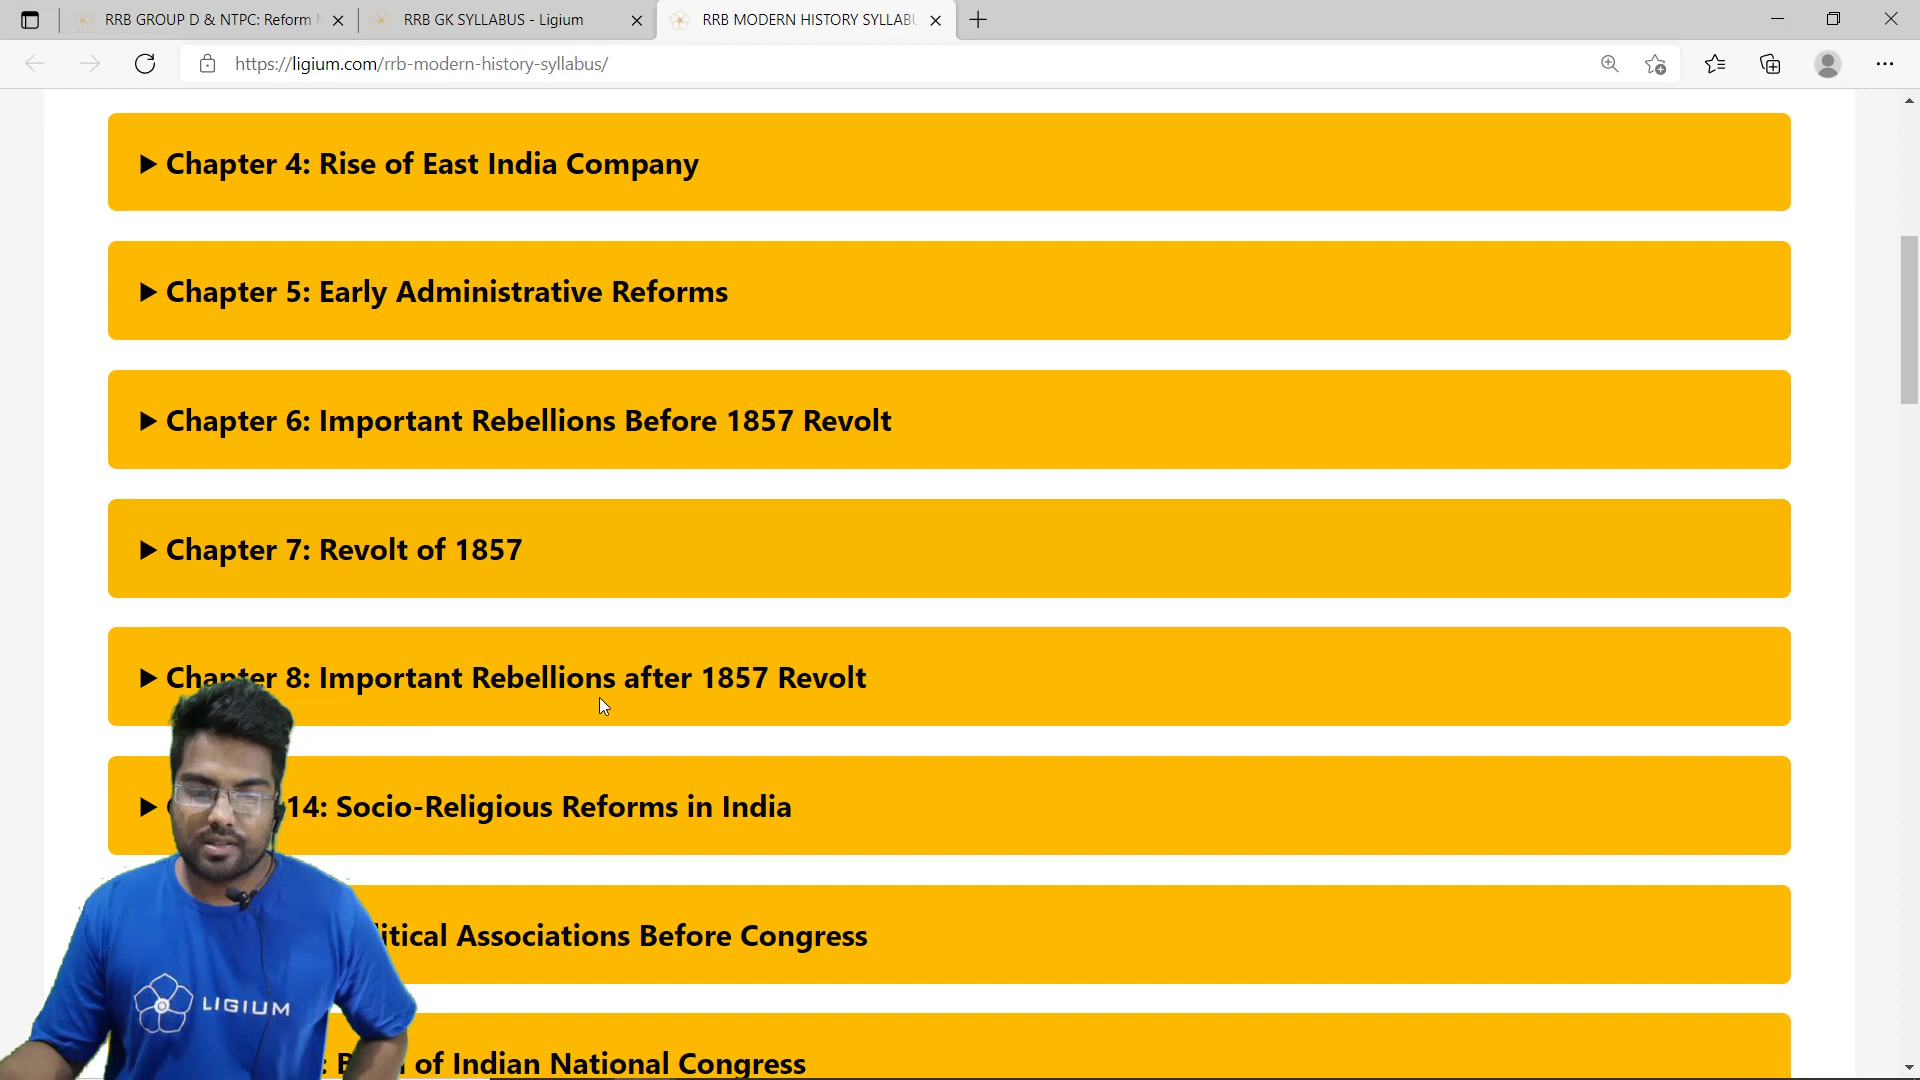 RRB GROUP D & NTPC: Reform
RRB GK SYLLABUS - Ligium
RRB MODERN HISTORY SYLLABU
https://ligium.com/rrb-modern-history-syllabus/
Chapter 4: Rise of East India Company
Chapter 5: Early Administrative Reforms
Chapter 6: Important Rebellions Before 1857 Revolt
Chapter 7: Revolt of 1857
Chapter 8: Important Rebellions after 1857 Revolt
14: Socio-Religious Reforms in India
litical Associations Before Congress
: B of Indian National Congress
LIGIUM